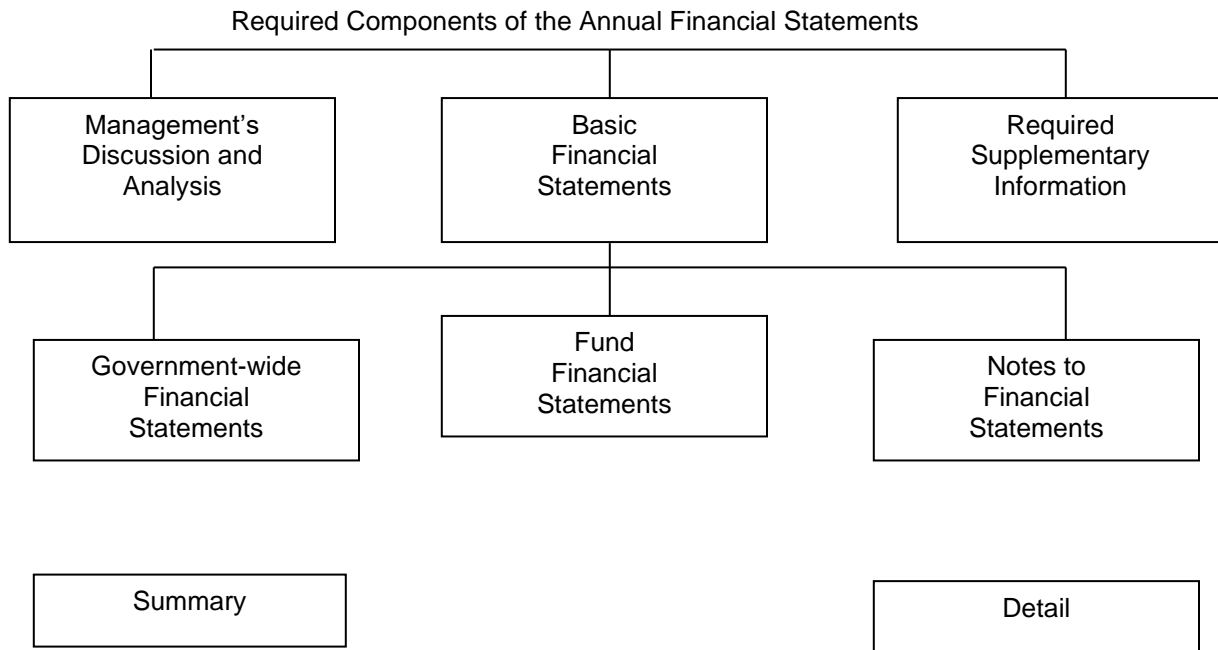 Required Components of the Annual Financial Statements
Management’s
Discussion and
Analysis
Basic
Financial
Statements
Required
Supplementary
Information
Government-wide
Financial
Statements
Fund
Financial
Statements
Notes to
Financial
Statements
Summary
Detail